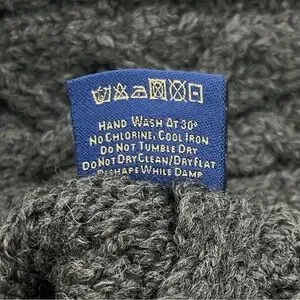 HAND WASH AT 30°
NO CHLORINE, COOL IRON
DO NOT TUMBLE DRY
DO NOT DRY CLEAN/DRY FLAT
RESHAPE WHILE DAMP